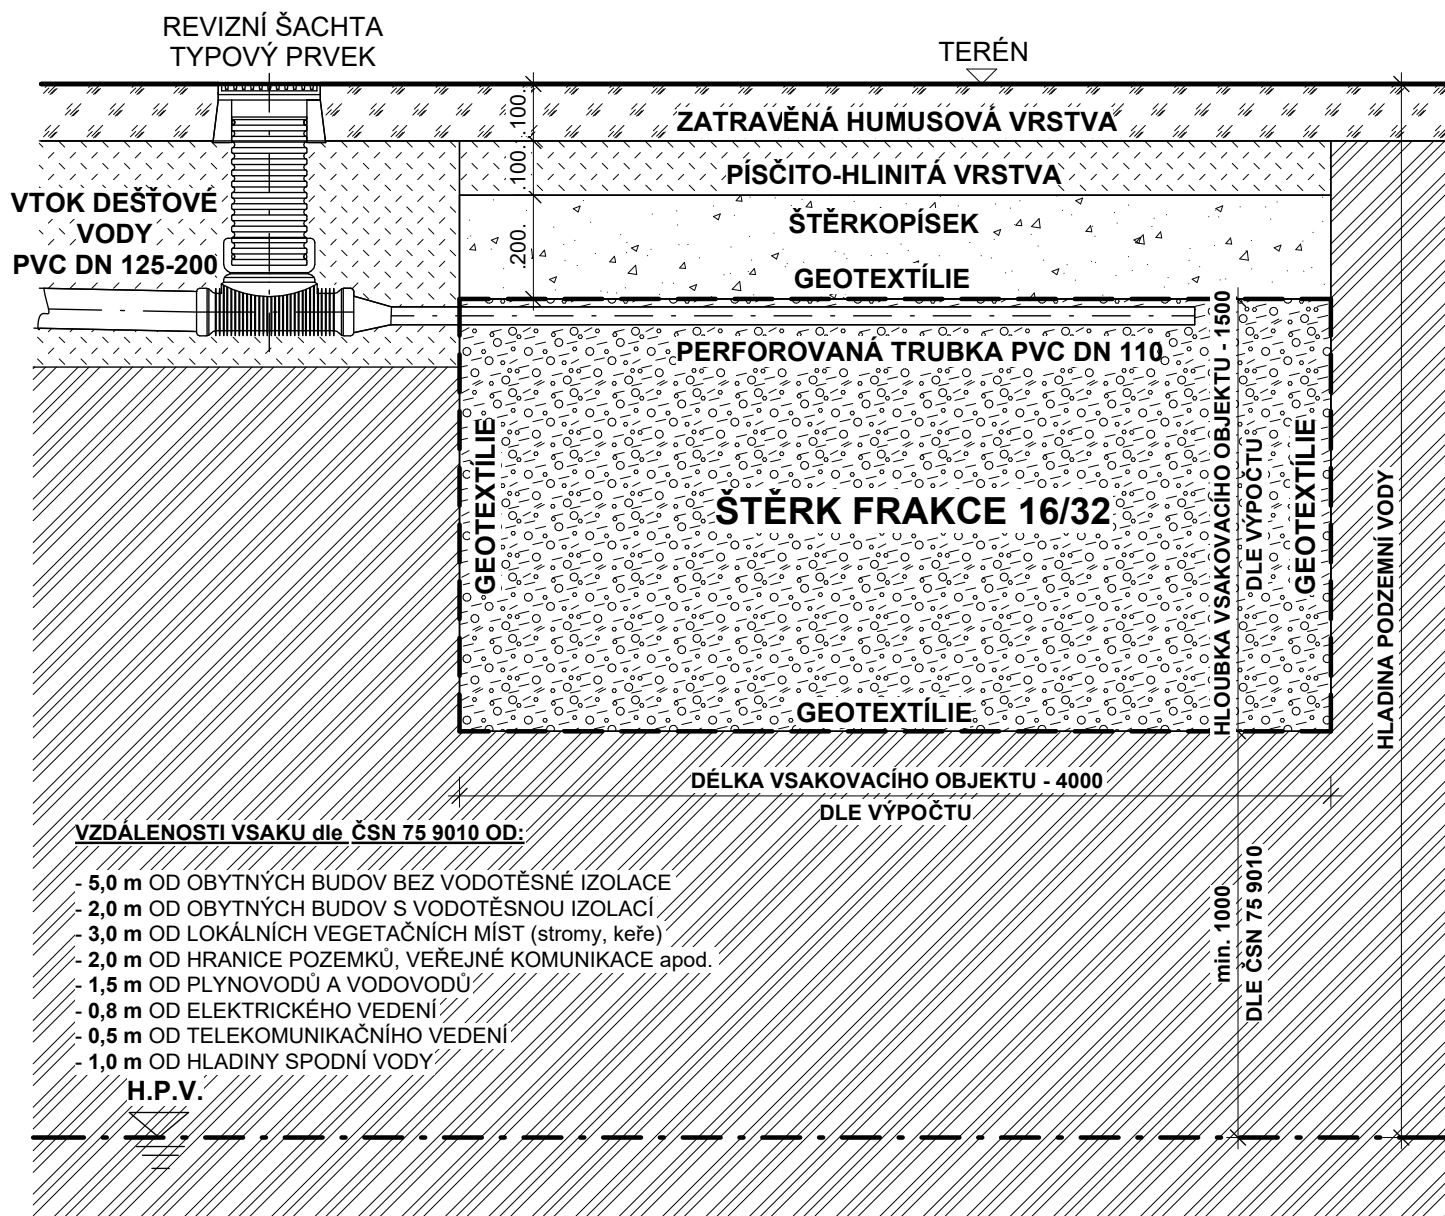 REVIZNÍ ŠACHTA
TYPOVÝ PRVEK
TERÉN
.100.
ZATRAVĚNÁ HUMUSOVÁ VRSTVA
.100.
PÍSČITO-HLINITÁ VRSTVA
VTOK DEŠŤOVÉ
VODY
PVC DN 125-200
.200.
ŠTĚRKOPÍSEK
GEOTEXTÍLIE
PERFOROVANÁ TRUBKA PVC DN 110
GEOTEXTÍLIE
ŠTĚRK FRAKCE 16/32
HLOUBKA VSAKOVACÍHO OBJEKTU - 1500
DLE VÝPOČTU
GEOTEXTÍLIE
HLADINA PODZEMNÍ VODY
GEOTEXTÍLIE
DÉLKA VSAKOVACÍHO OBJEKTU - 4000
DLE VÝPOČTU
VZDÁLENOSTI VSAKU dle ČSN 75 9010 OD:
- 5,0 m OD OBYTNÝCH BUDOV BEZ VODOTĚSNÉ IZOLACE
- 2,0 m OD OBYTNÝCH BUDOV S VODOTĚSNOU IZOLACÍ
- 3,0 m OD LOKÁLNÍCH VEGETAČNÍCH MÍST (stromy, keře)
- 2,0 m OD HRANICE POZEMKŮ, VEŘEJNÉ KOMUNIKACE apod.
- 1,5 m OD PLYNOVODŮ A VODOVODŮ
- 0,8 m OD ELEKTRICKÉHO VEDENÍ
- 0,5 m OD TELEKOMUNIKAČNÍHO VEDENÍ
- 1,0 m OD HLADINY SPODNÍ VODY
min. 1000
DLE ČSN 75 9010
H.P.V.